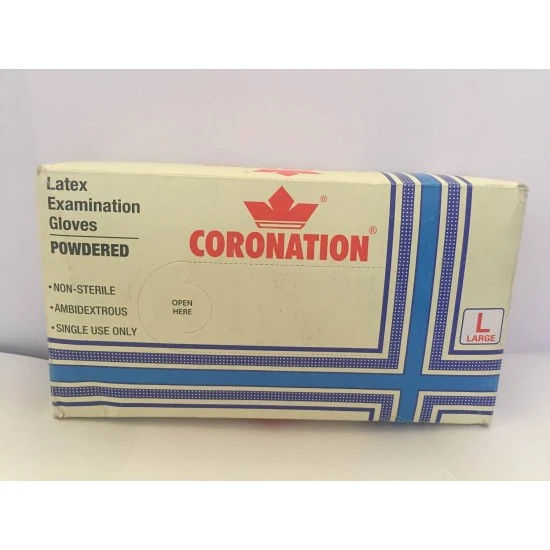 Latex
Examination
Gloves
POWDERED
•NON-STERILE
•AMBIDEXTROUS
•SINGLE USE ONLY
OPEN
HERE
®
CORONATION®
L
LARGE